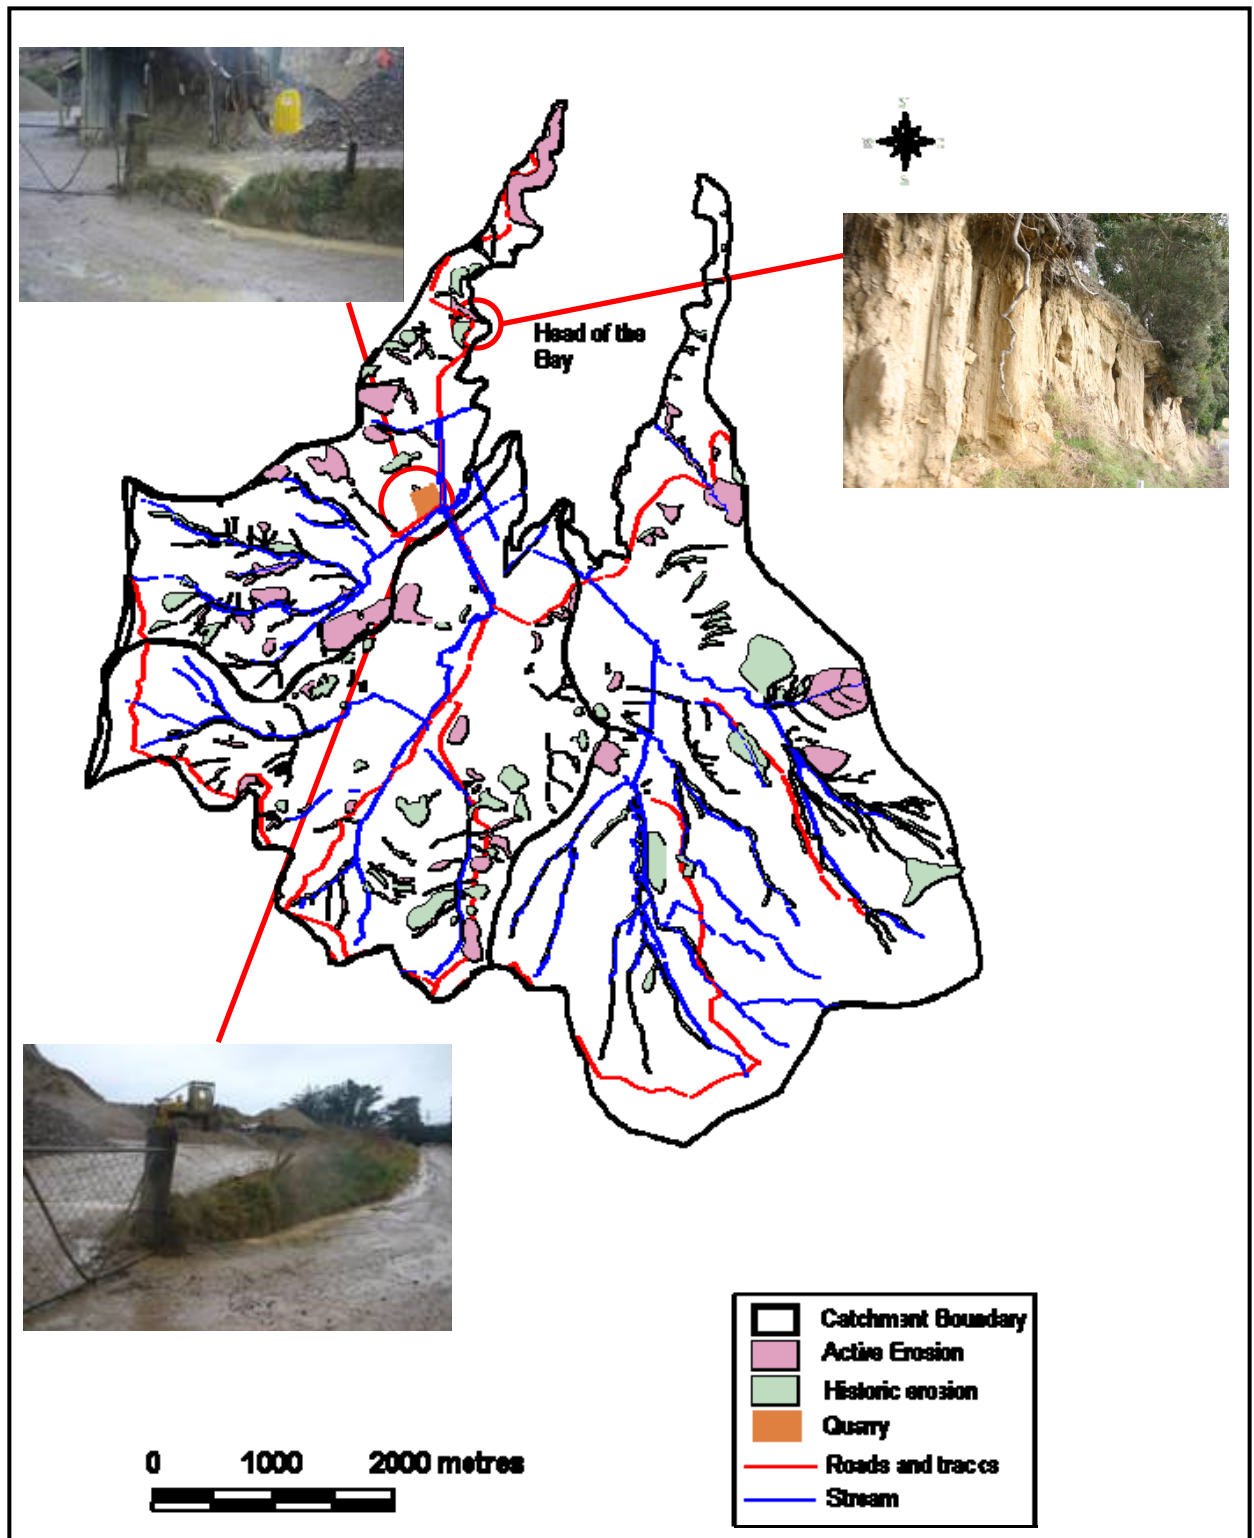 Head of the
Bay
Catchment Boundary
Active Erosion
Historic erosion
Quarry
Roads and tracks
Stream
0 1000 2000 metres